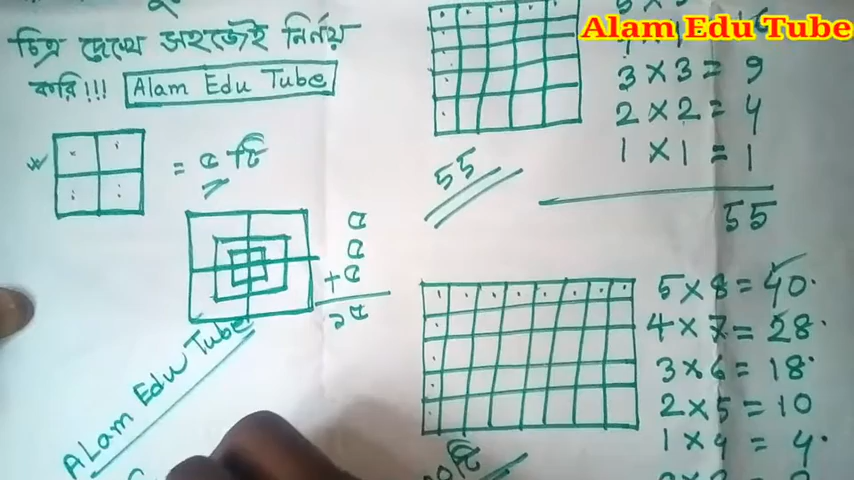 চিত্র দেখে সহজেই নির্নয়
করি!!! Alam Edu Tube
= ৫ টি
৫
৫
+৫
১৫
ALam Edu Tube
Alam Edu Tube
3×3= 9
2×2= 4
1×1=1
55
55
5×8=40.
4×7=28.
3×6=18.
2×5=10
1×4=4.
টি